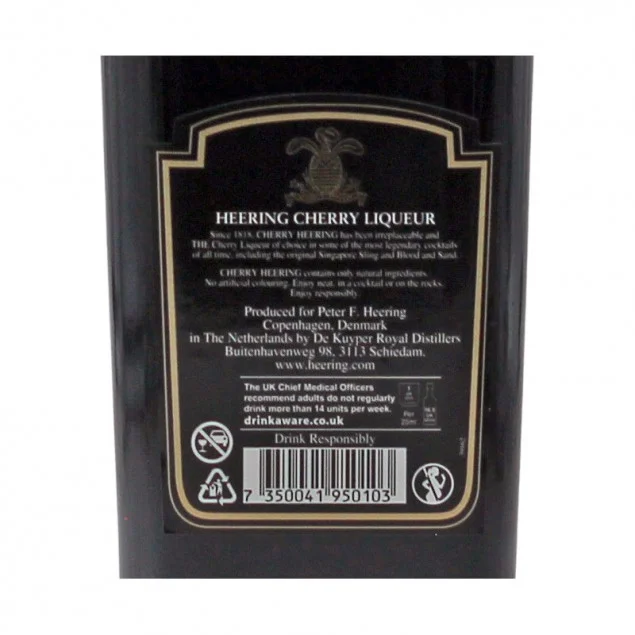 HEERING CHERRY LIQUEUR
Since 1818, CHERRY HEERING has been irreplaceable and
THE Cherry Liqueur of choice in some of the most legendary cocktails
of all time, including the original Singapore Sling and Blood and Sand.
CHERRY HEERING contains only natural ingredients.
No artificial colouring. Enjoy neat, in a cocktail or on the rocks.
Enjoy responsibly.
Produced for Peter F. Heering
Copenhagen, Denmark
in The Netherlands by De Kuyper Royal Distillers
Buitenhavenweg 98, 3113 Schiedam.
www.heering.com
The UK Chief Medical Officers
recommend adults do not regularly
drink more than 14 units per week.
drinkaware.co.uk
Per
25ml
Drink Responsibly
7 350041 950103